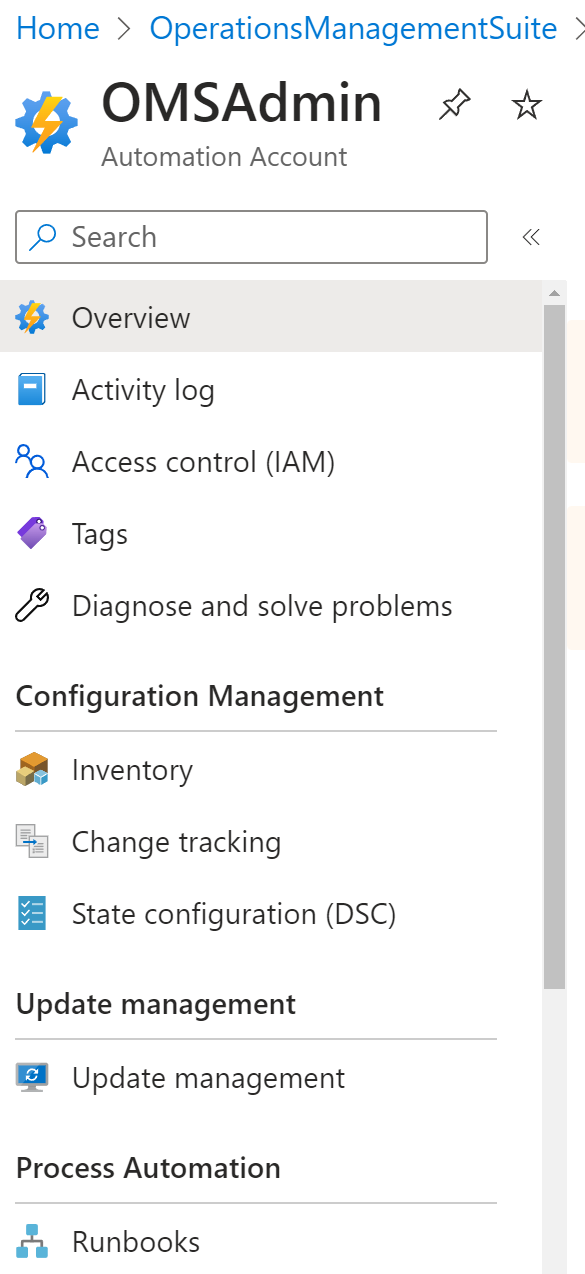 Home > OperationsManagementSuite >
OMSAdmin
Automation Account
Search
Overview
Activity log
Access control (IAM)
Tags
Diagnose and solve problems
Configuration Management
Inventory
Change tracking
State configuration (DSC)
Update management
Update management
Process Automation
Runbooks